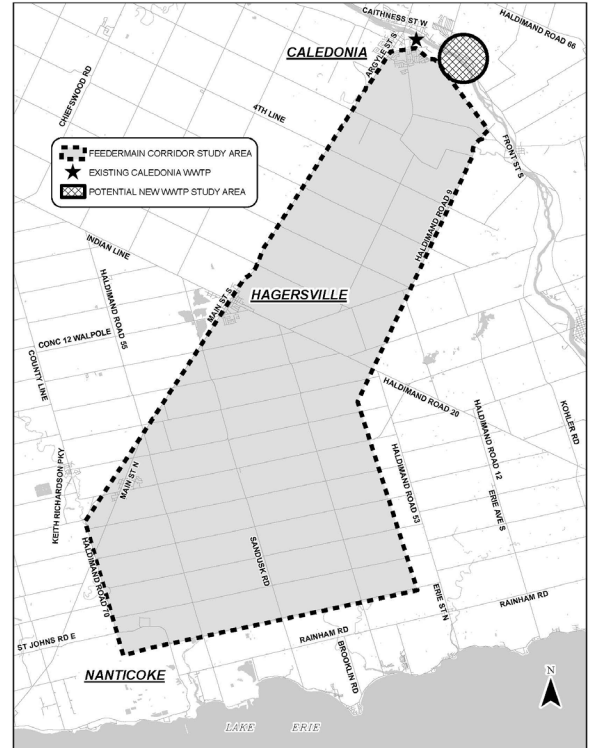 CAITHNESS ST W
HALDIMAND ROAD 66
CALEDONIA
ARGYLE ST S
CHIEFSWOOD RD
4TH LINE
FRONT ST S
FEEDERMAIN CORRIDOR STUDY AREA
EXISTING CALEDONIA WWTP
POTENTIAL NEW WWTP STUDY AREA
HALDIMAND ROAD 9
INDIAN LINE
HALDIMAND ROAD 55
MAIN ST S
HAGERSVILLE
CONC 12 WALPOLE
COUNTY LINE
HALDIMAND ROAD 20
KOHLER RD
HALDIMAND ROAD 12
HALDIMAND ROAD 53
MAIN ST N
KEITH RICHARDSON PKY
ERIE AVE S
SANDUSK RD
HALDIMAND ROAD 70
ERIE ST N
RAINHAM RD
ST JOHNS RD E
RAINHAM RD
BROOKLIN RD
NANTICOKE
N
LAKE ERIE